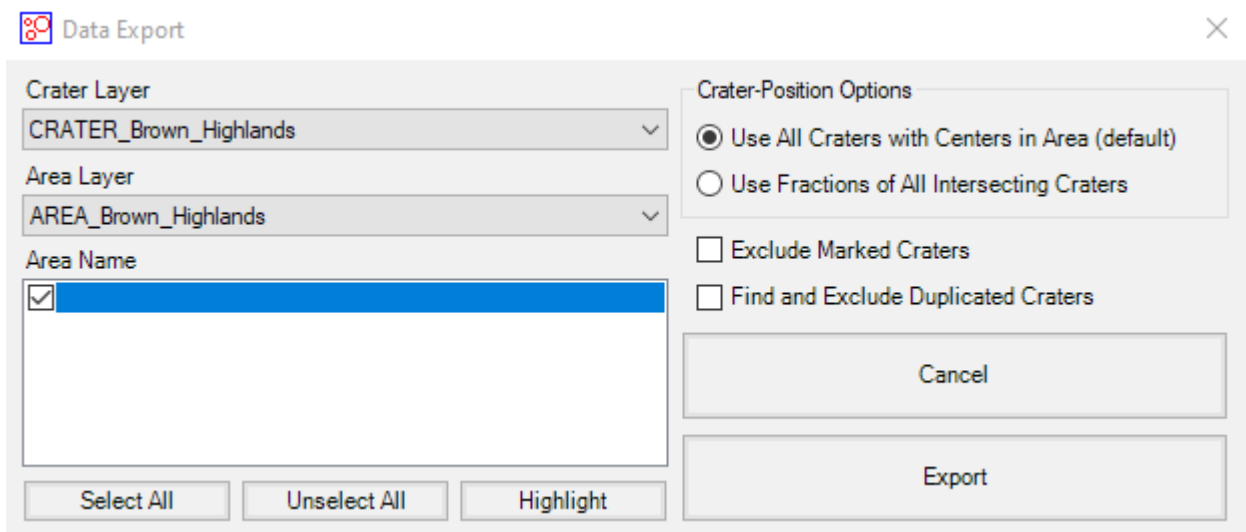 Data Export
Crater Layer
CRATER_Brown_Highlands
Area Layer
AREA_Brown_Highlands
Area Name
Select All
Unselect All
Highlight
Crater-Position Options
Use All Craters with Centers in Area (default)
Use Fractions of All Intersecting Craters
Exclude Marked Craters
Find and Exclude Duplicated Craters
Cancel
Export